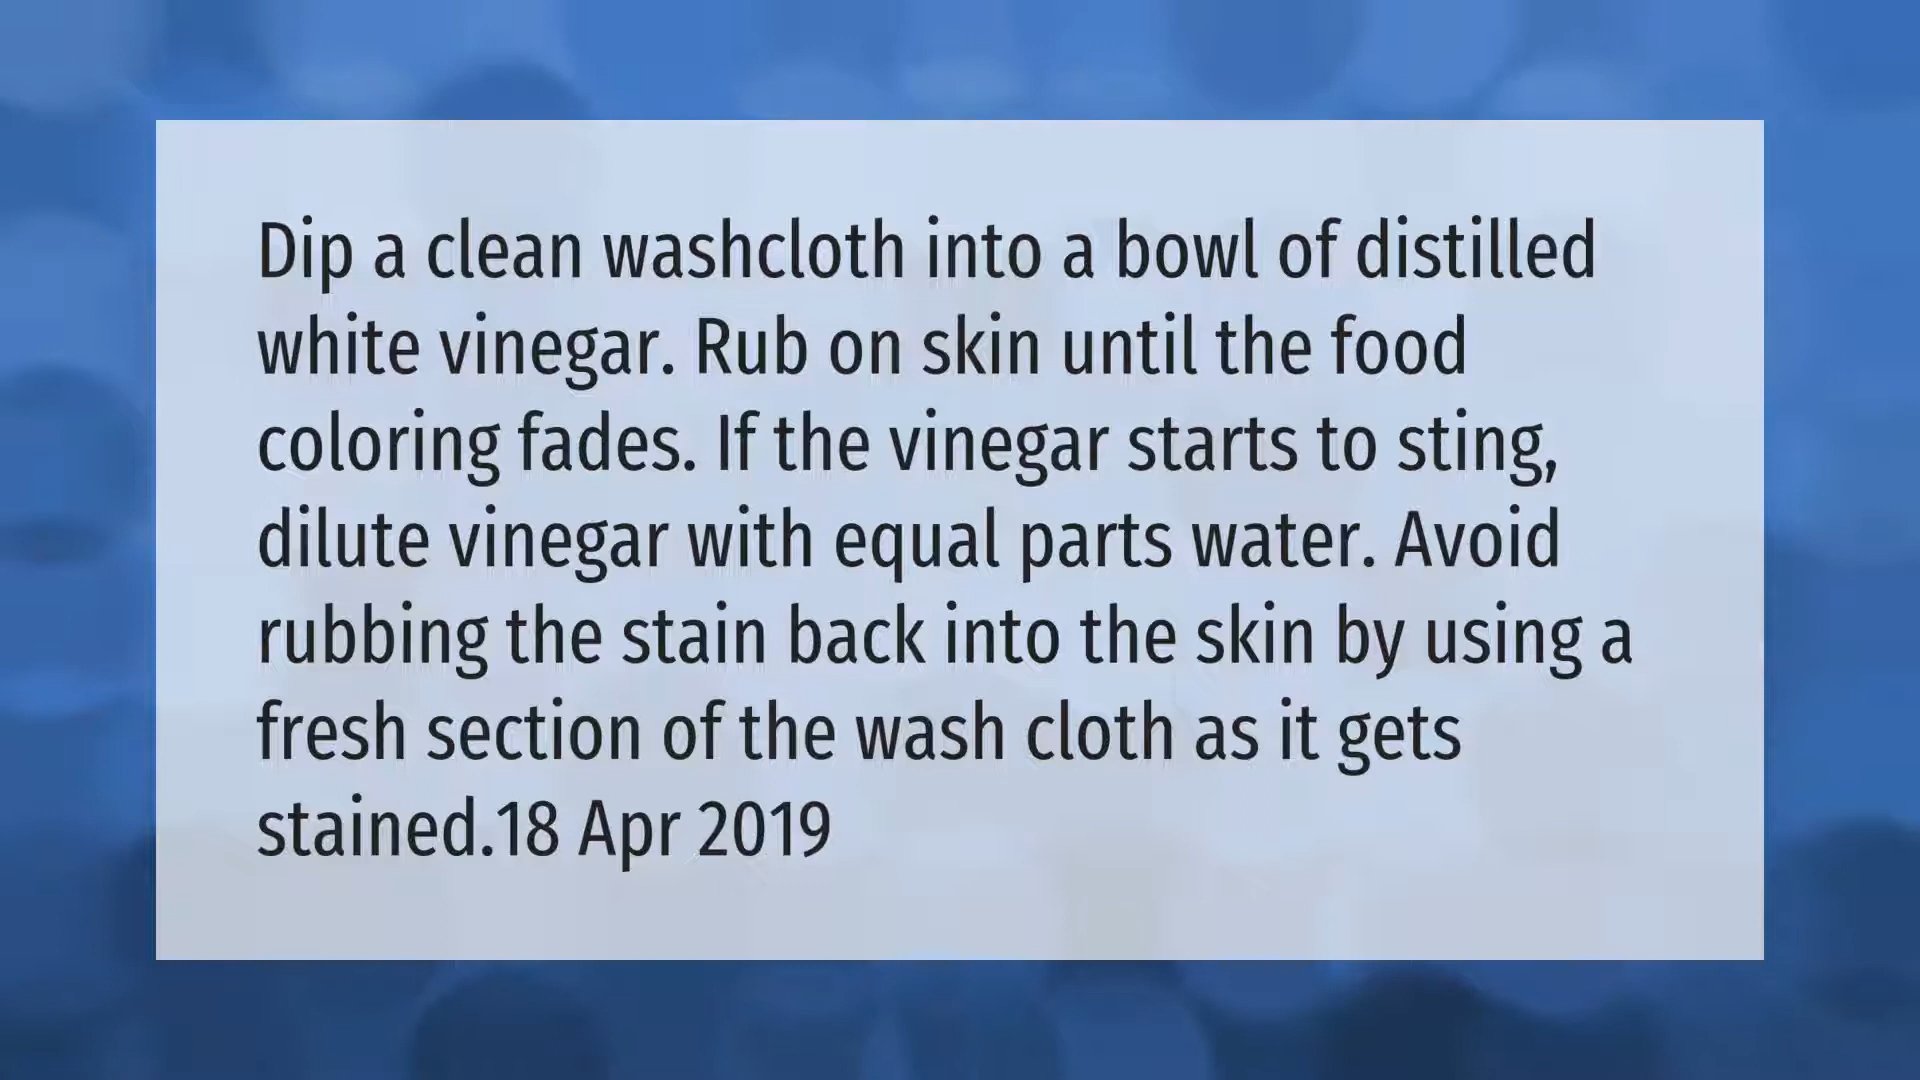 Dip a clean washcloth into a bowl of distilled
white vinegar. Rub on skin until the food
coloring fades. If the vinegar starts to sting,
dilute vinegar with equal parts water. Avoid
rubbing the stain back into the skin by using a
fresh section of the wash cloth as it gets
stained.18 Apr 2019